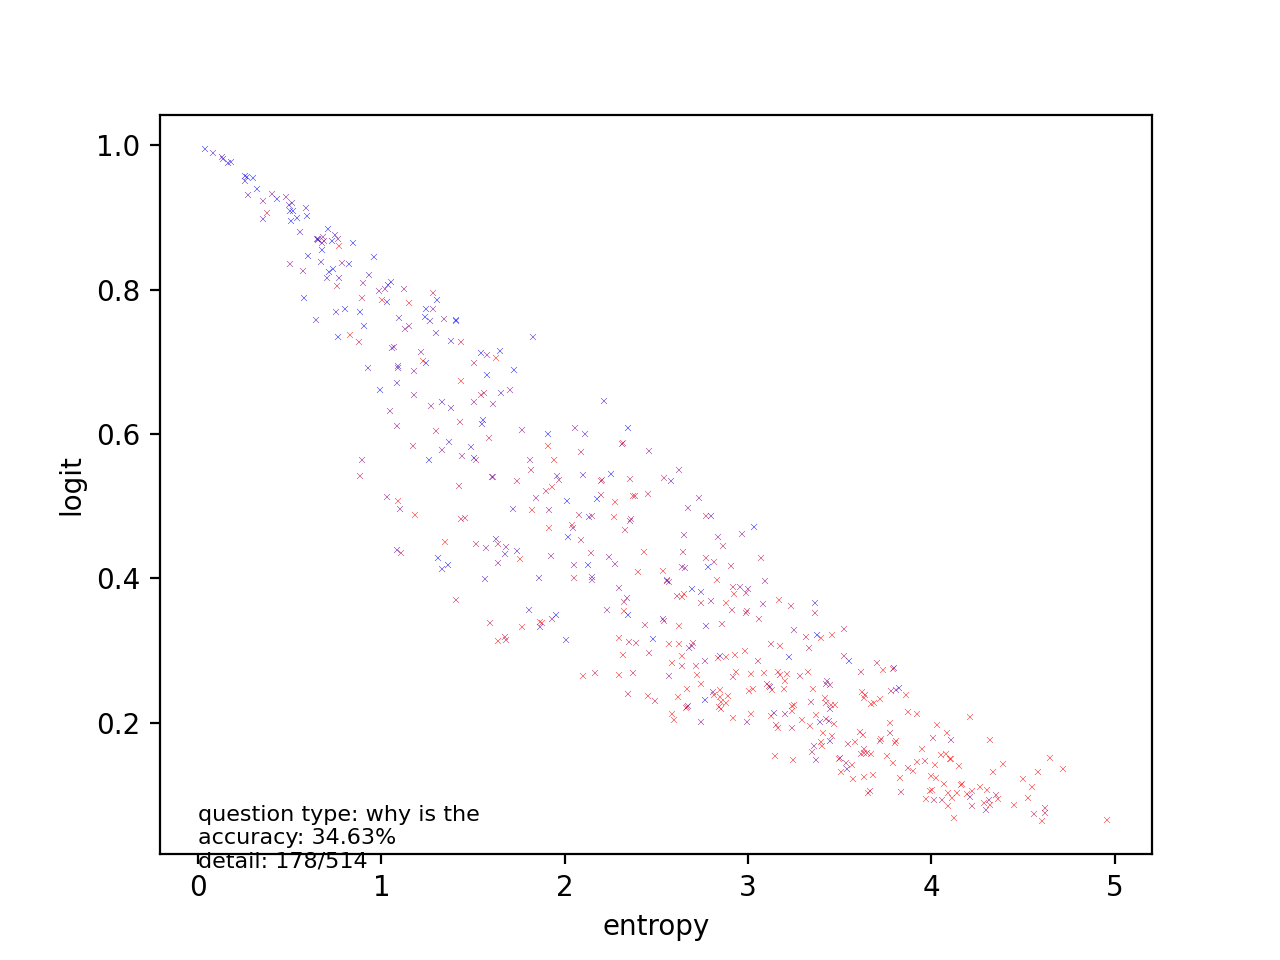 1.0
0.8
0.6
0.4
0.2
logit
question type: why is the
accuracy: 34.63%
detail: 178/514
0 1 2 3 4 5
entropy